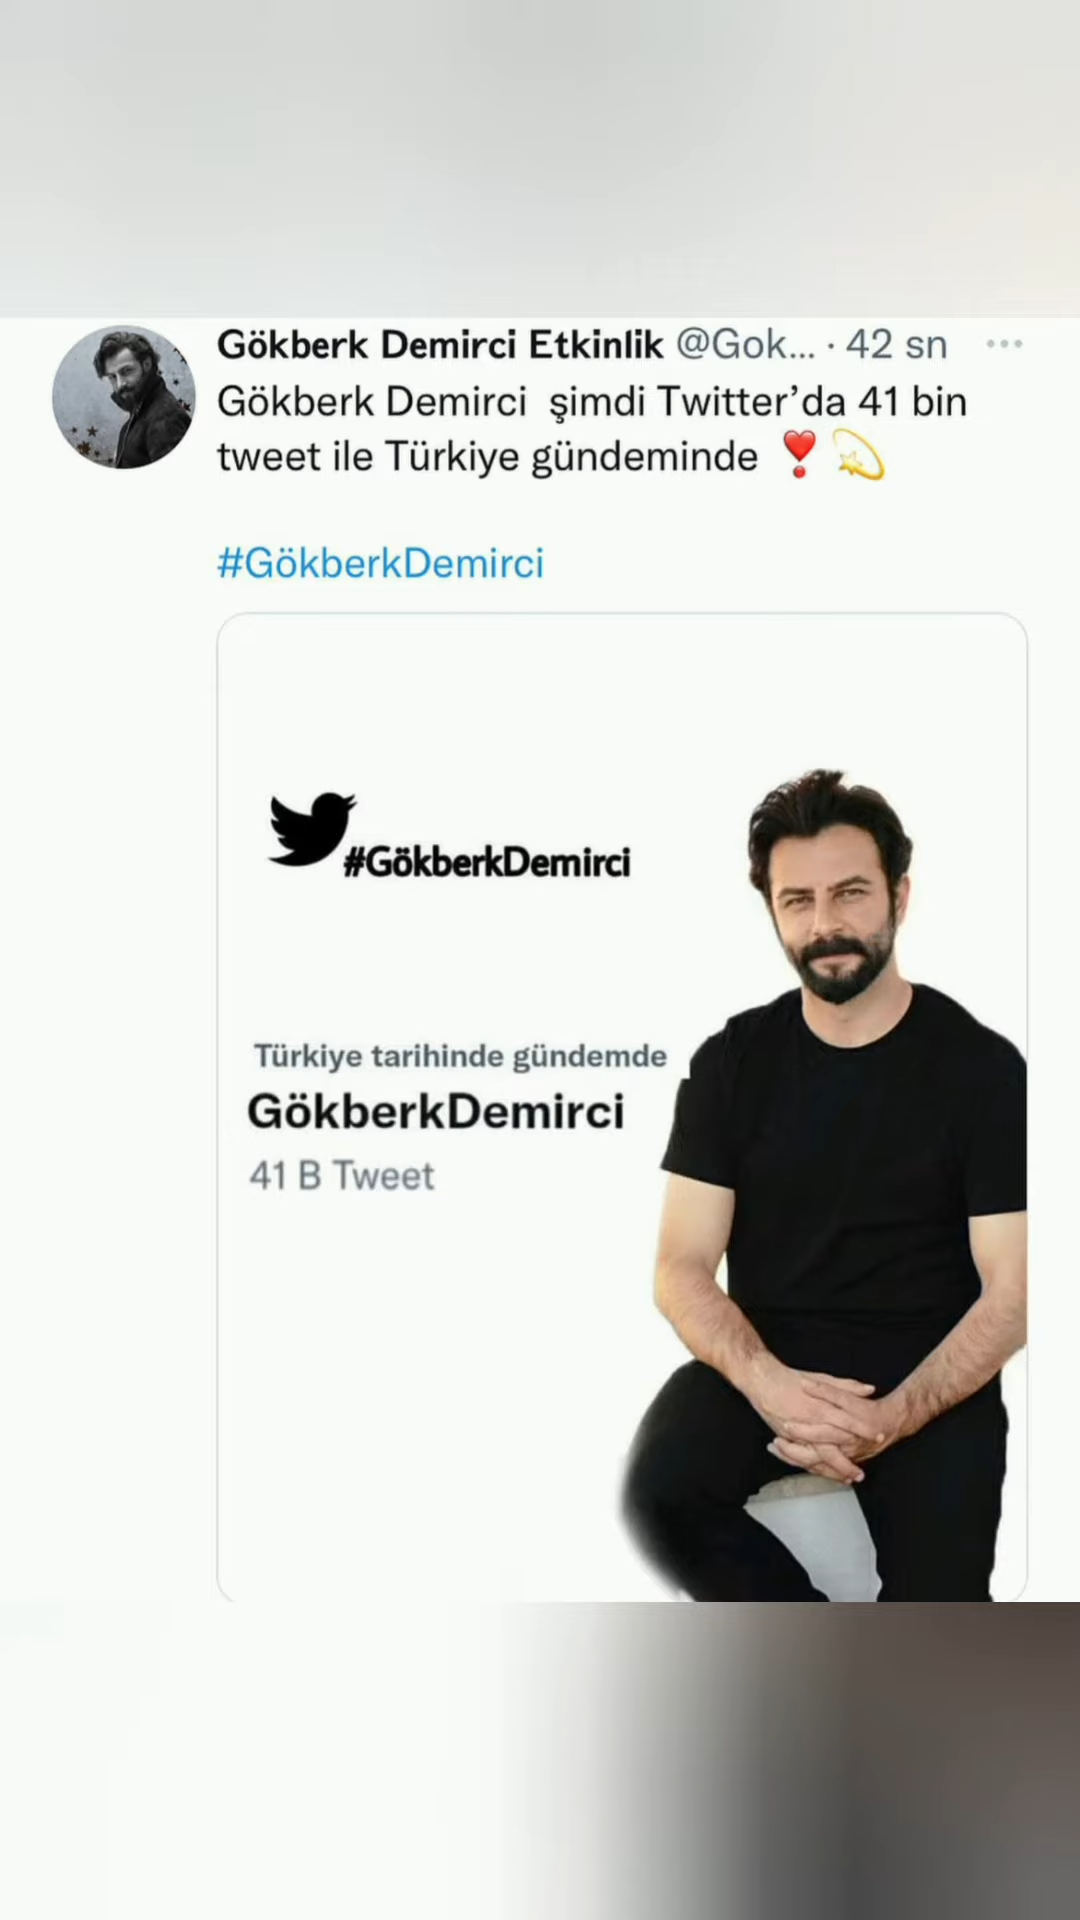 Gökberk Demirci Etkinlik @Gok... · 42 sn
Gökberk Demirci şimdi Twitter’da 41 bin
tweet ile Türkiye gündeminde ❣️💫
#GökberkDemirci
#GökberkDemirci
Türkiye tarihinde gündemde
GökberkDemirci
41 B Tweet